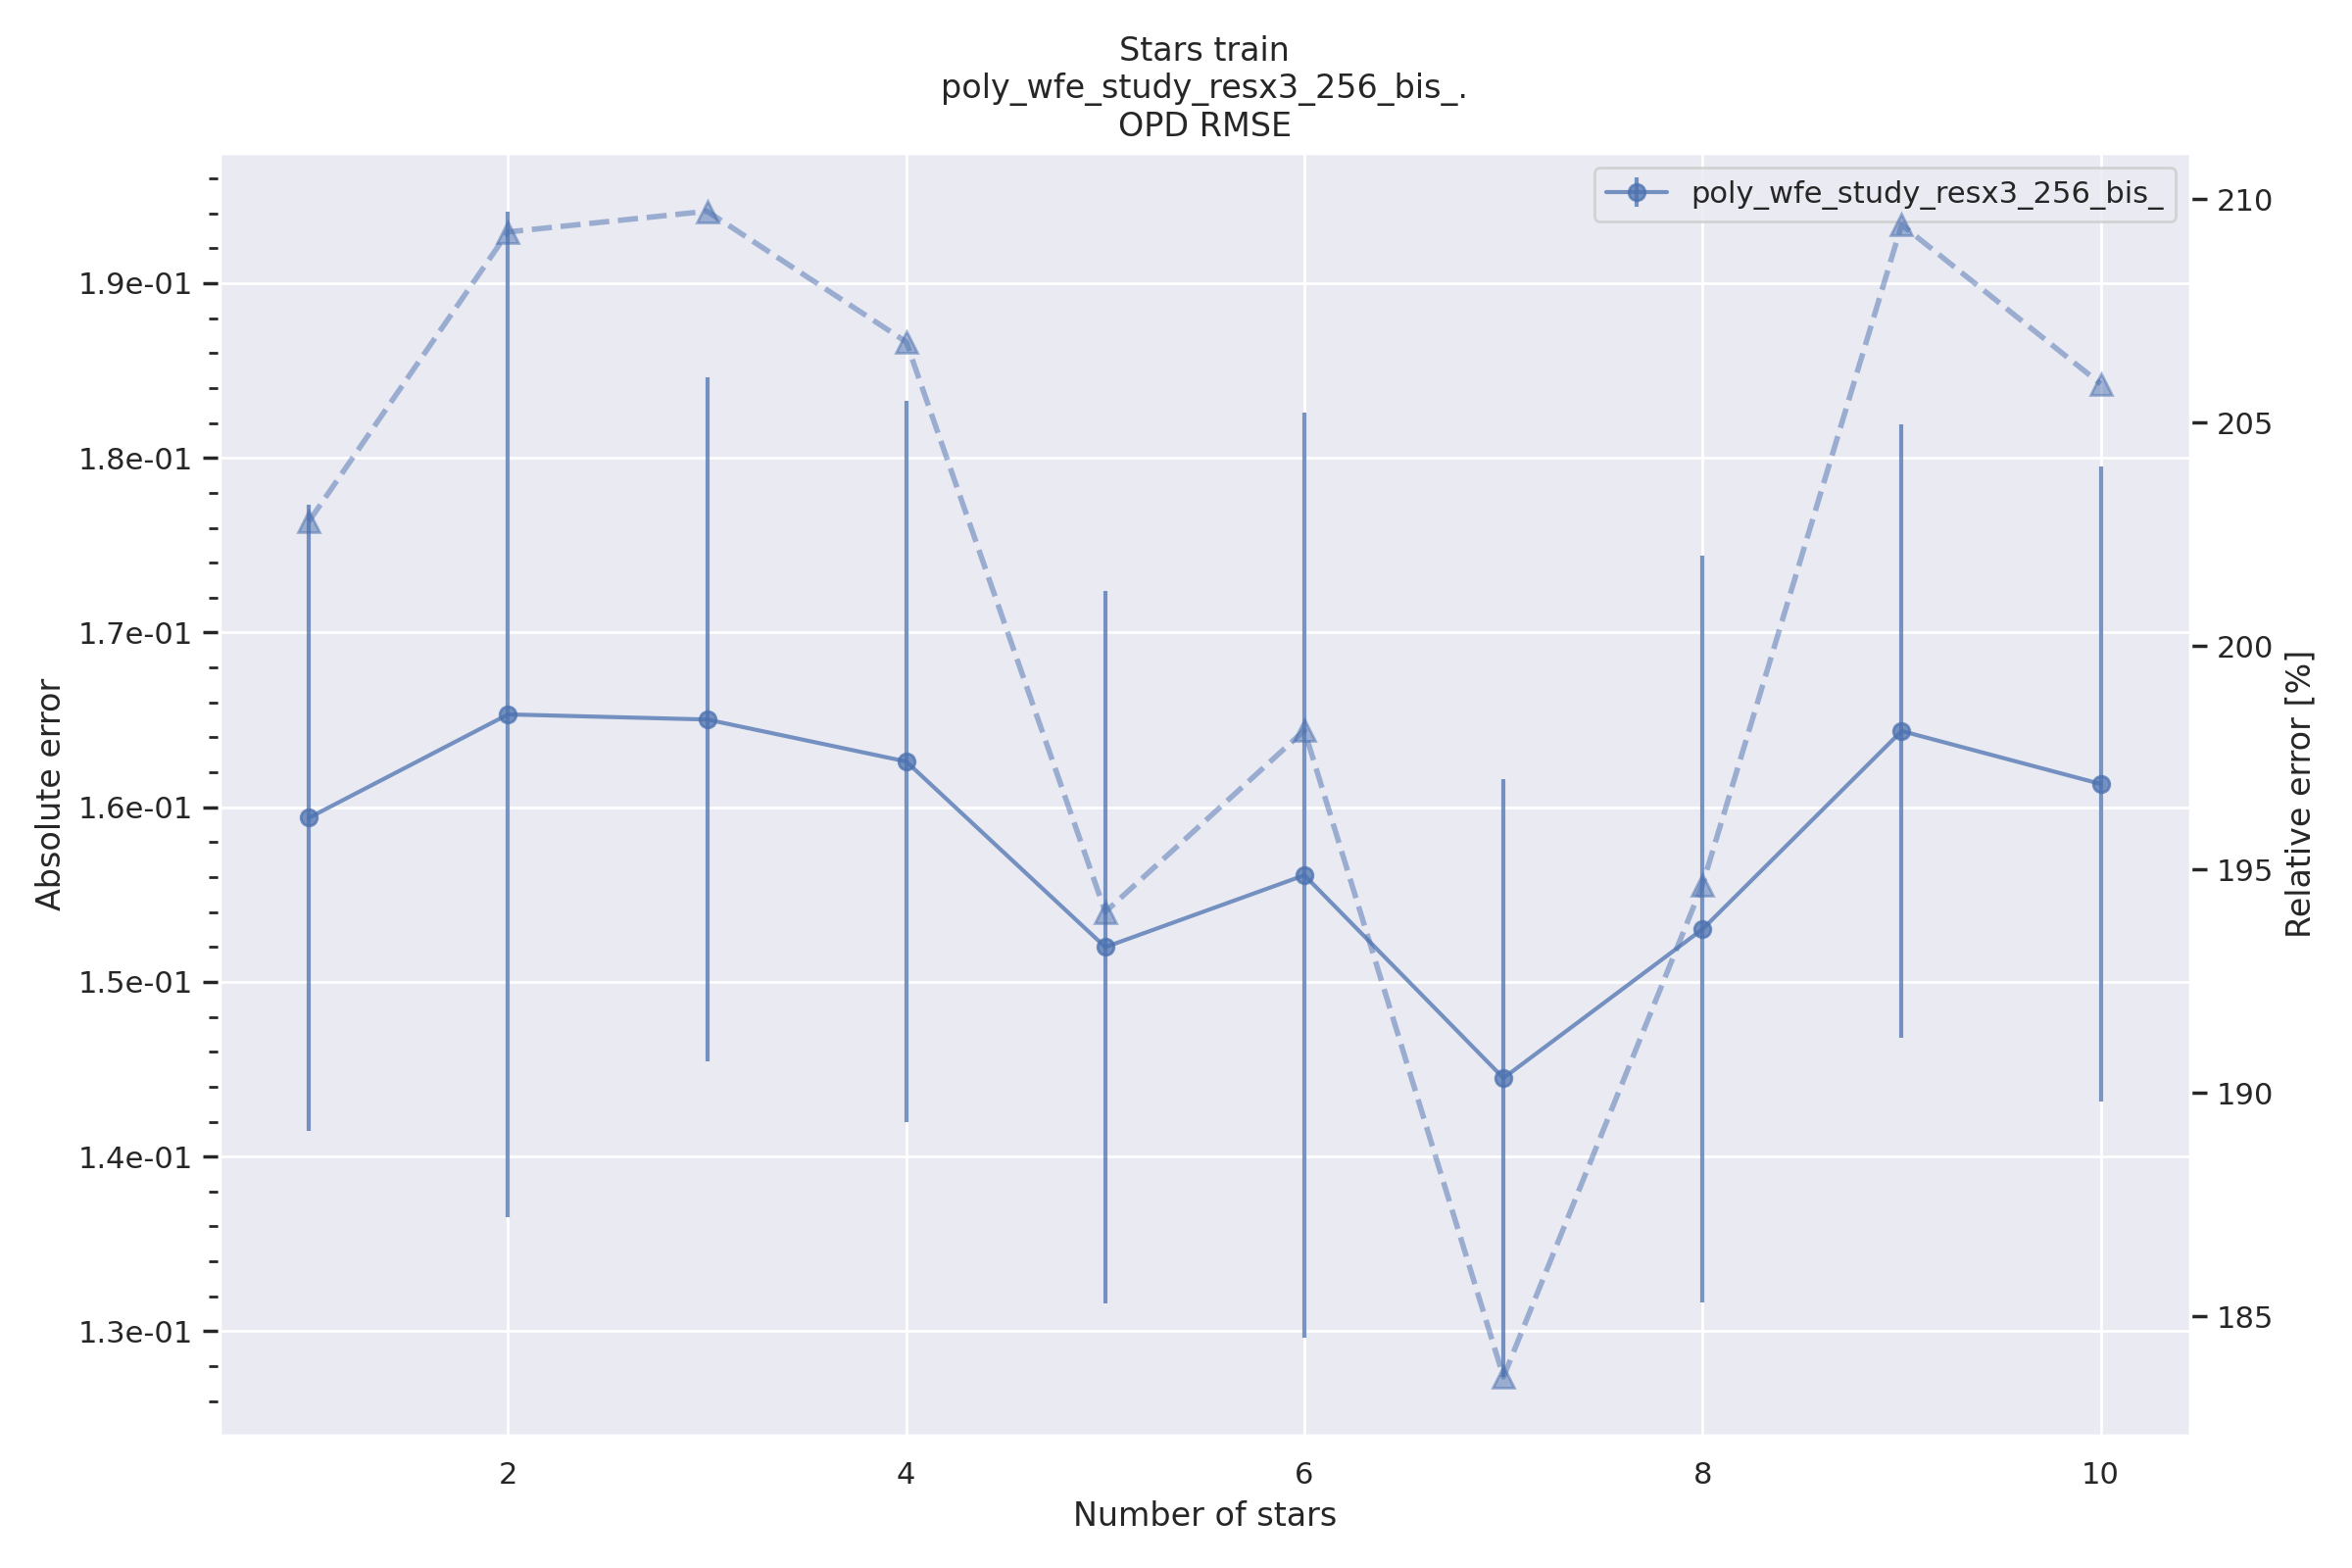 Stars train
poly_wfe_study_resx3_256_bis_.
OPD RMSE
poly_wfe_study_resx3_256_bis_
Absolute error
1.9e-01
1.8e-01
1.7e-01
1.6e-01
1.5e-01
1.4e-01
1.3e-01
210
205
200
195
190
185
Relative error [%]
2 4 6 8 10
Number of stars